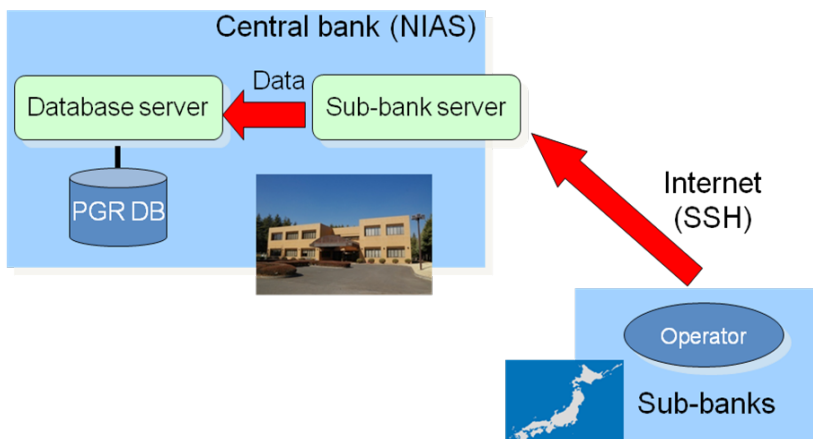 Central bank (NIAS)
Data
Database server
Sub-bank server
PGR DB
Internet
(SSH)
Operator
Sub-banks